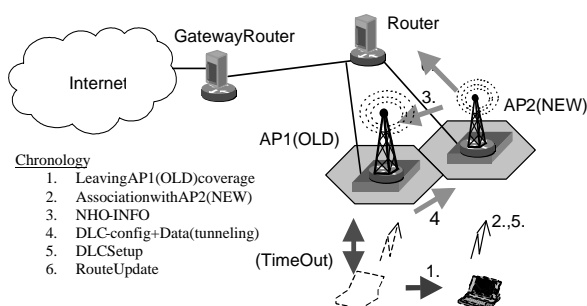 GatewayRouter
Router
Internet
3.
AP2(NEW)
AP1(OLD)
Chronology
1. LeavingAP1(OLD)coverage
2. AssociationwithAP2(NEW)
3. NHO-INFO
4. DLC-config+Data(tunneling)
5. DLCSetup
6. RouteUpdate
4
2.,5.
(TimeOut)
1.